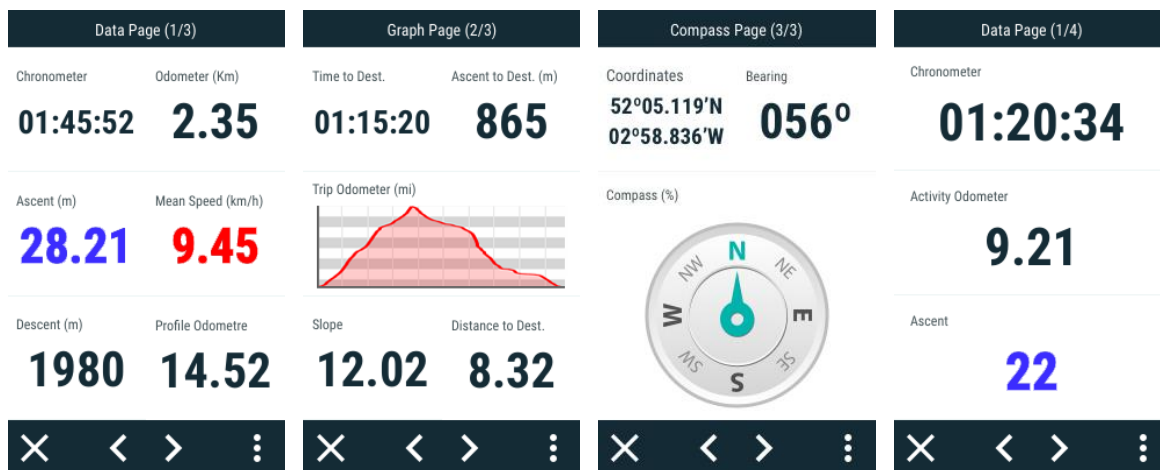 Data Page (1/3)
Chronometer Odometer (Km)
01:45:52 2.35
Ascent (m) Mean Speed (km/h)
28.21 9.45
Descent (m) Profile Odometre
1980 14.52
Graph Page (2/3)
Time to Dest. Ascent to Dest. (m)
01:15:20 865
Trip Odometer (mi)
Slope Distance to Dest.
12.02 8.32
Compass Page (3/3)
Coordinates Bearing
52º05.119’N 056º
02º58.836’W
Compass (%)
N
NW NE
W E
SW SE
S
Data Page (1/4)
Chronometer
01:20:34
Activity Odometer
9.21
Ascent
22